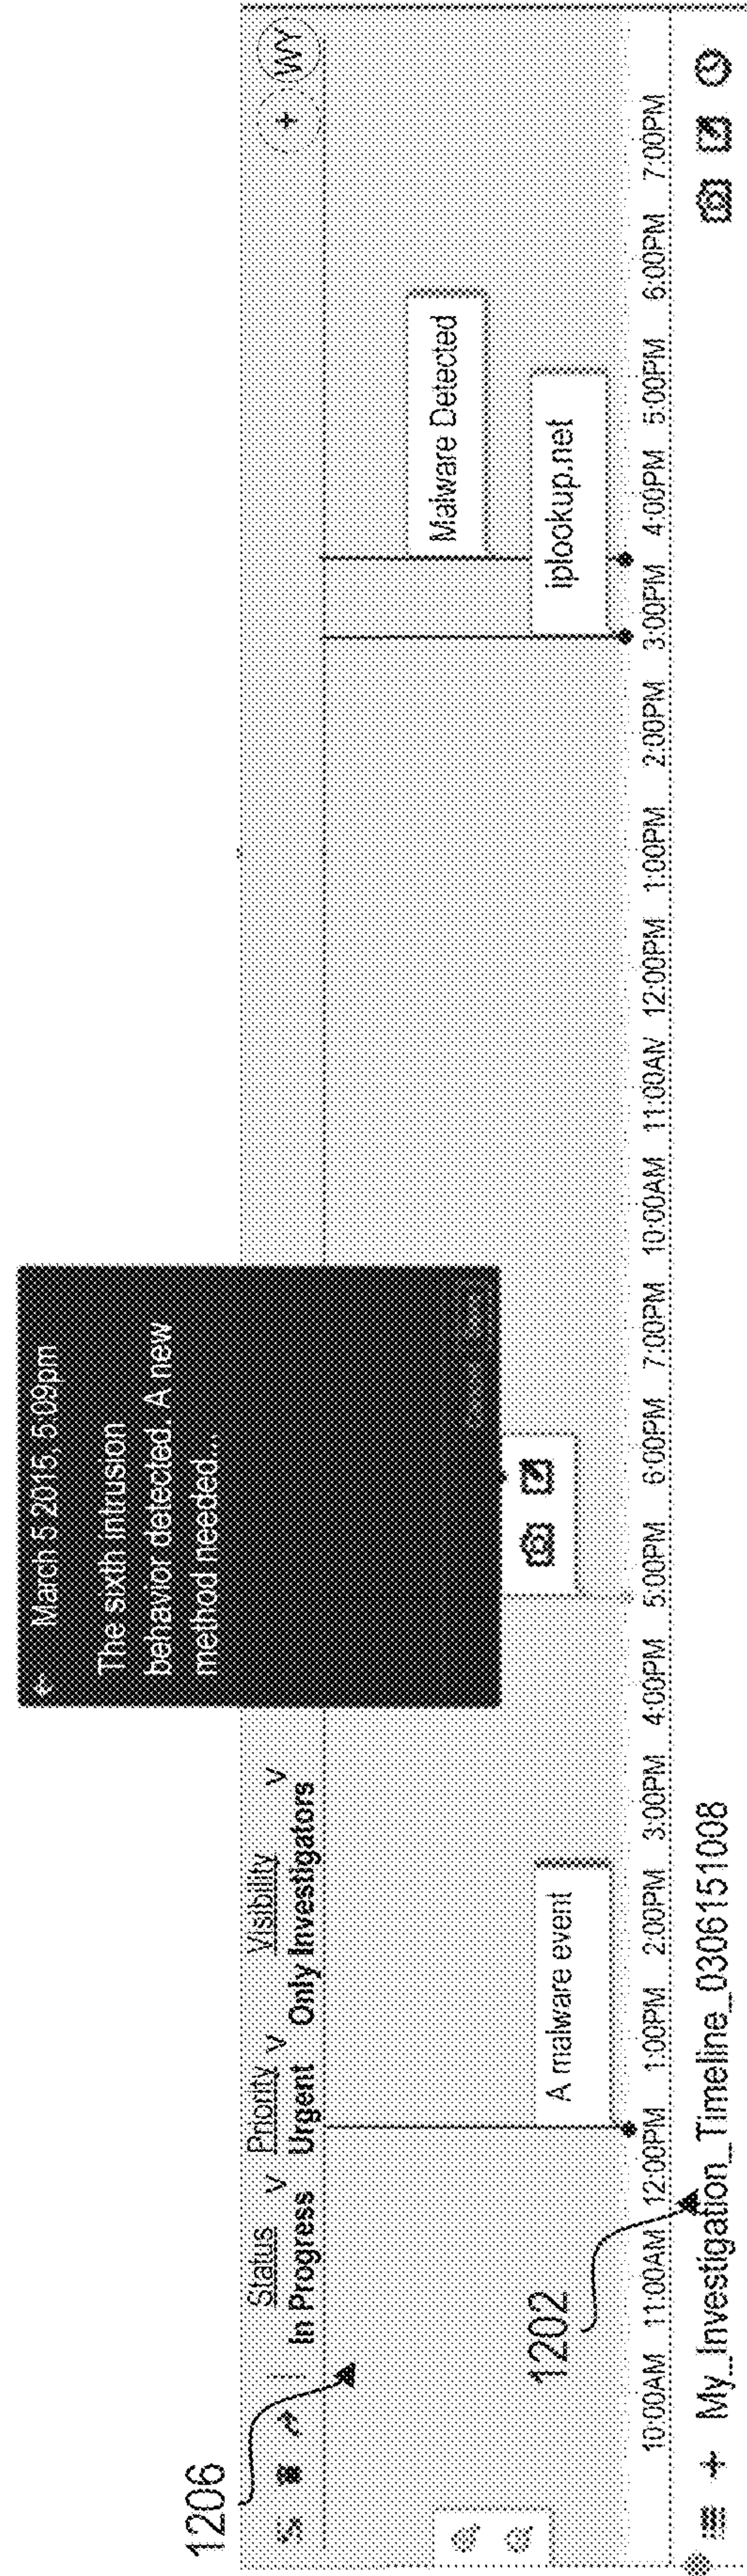 1206
Status V Priority V Visibility V
In Progress Urgent Only Investigators
+ WY
March 5 2015, 5:09pm
The sixth intrusion
behavior detected. A new
method needed...
Malware Detected
A malware event
iplookup.net
1202
10:00AM 11:00AM 12:00PM 1:00PM 2:00PM 3:00PM 4:00PM 5:00PM 6:00PM 7:00PM 10:00AM 11:00AM 12:00PM 1:00PM 2:00PM 3:00PM 4:00PM 5:00PM 6:00PM 7:00PM
+ My_Investigation_Timeline_0306151008